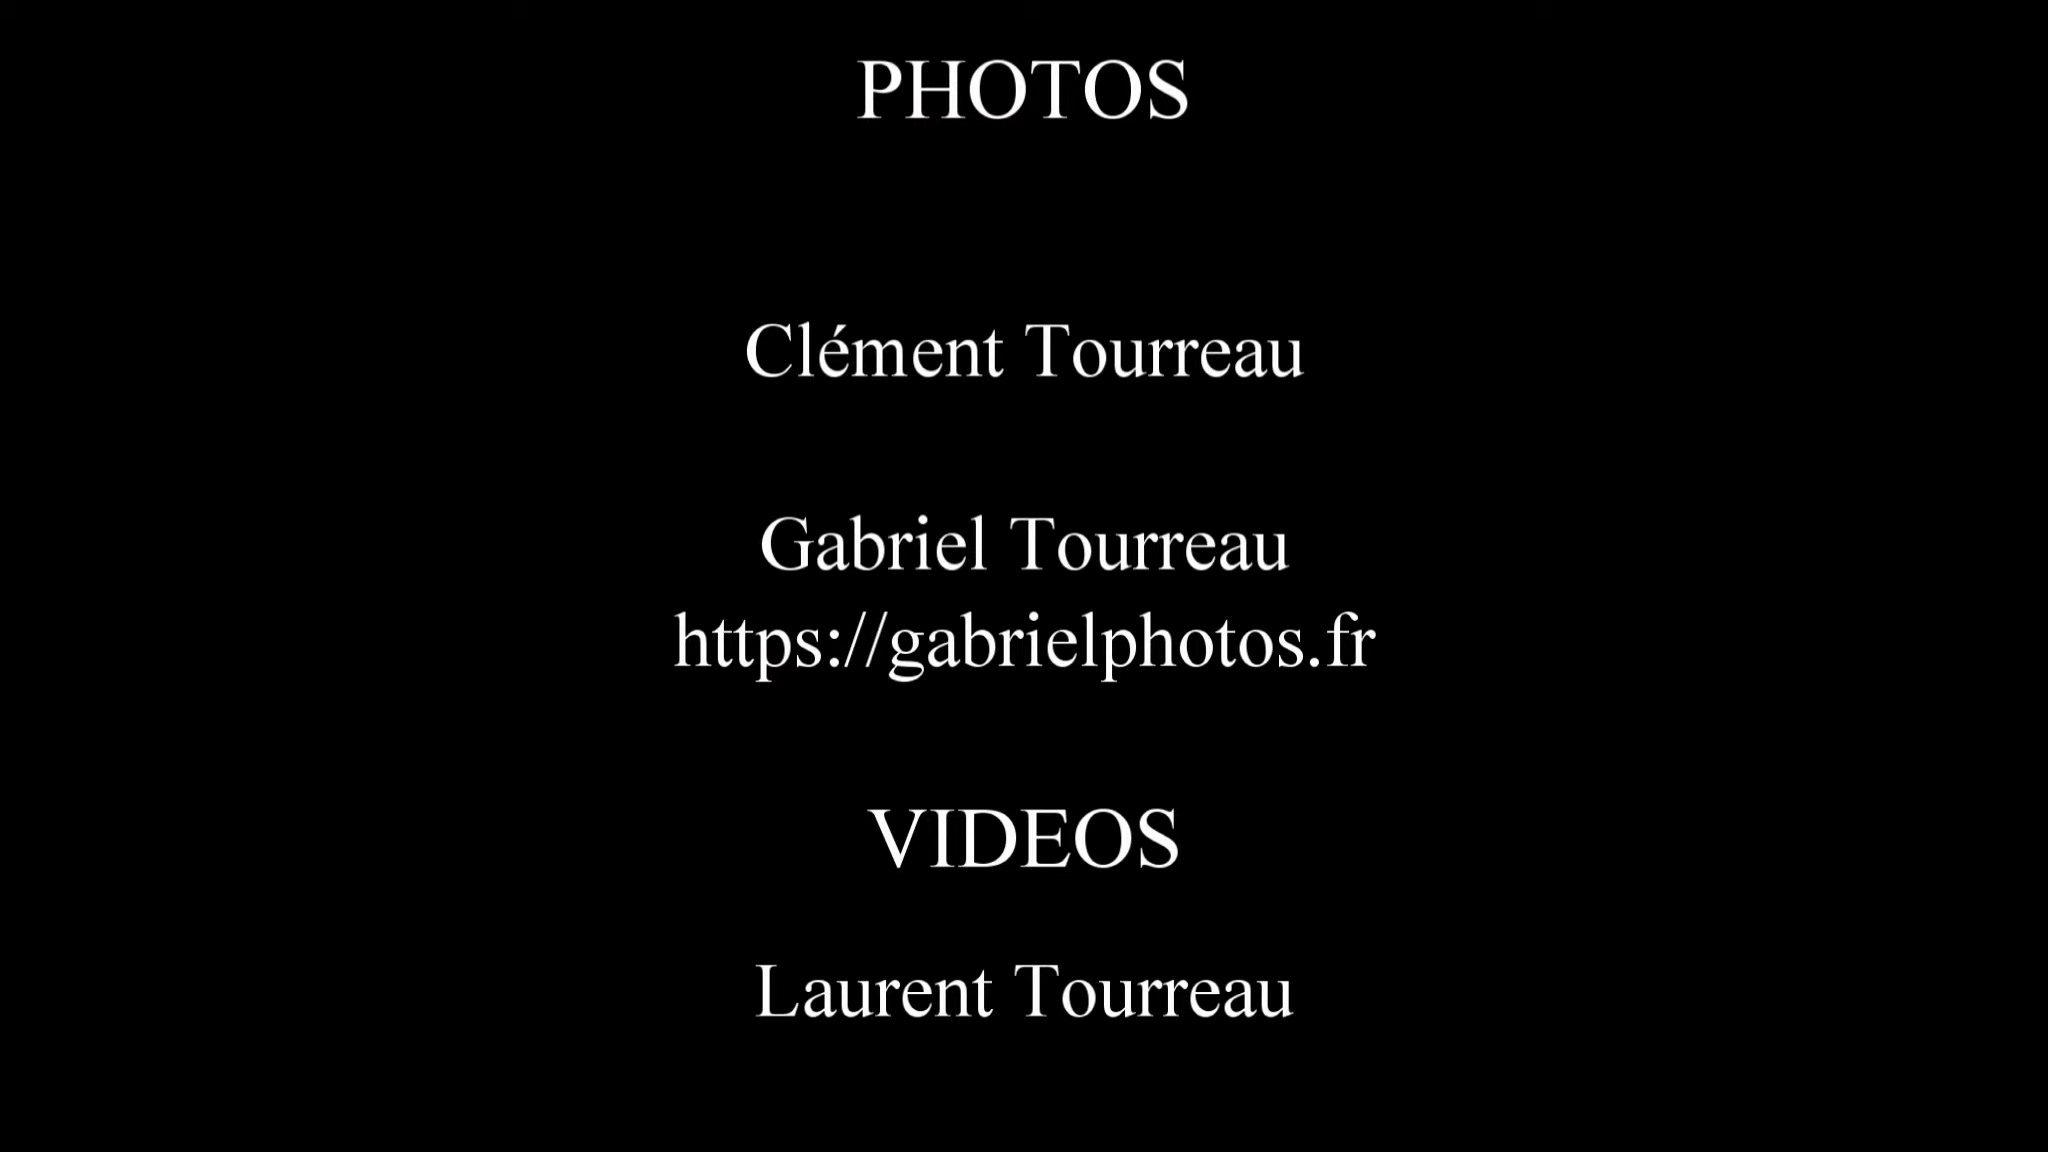 PHOTOS
Clément Tourreau
Gabriel Tourreau
https://gabrielphotos.fr
VIDEOS
Laurent Tourreau